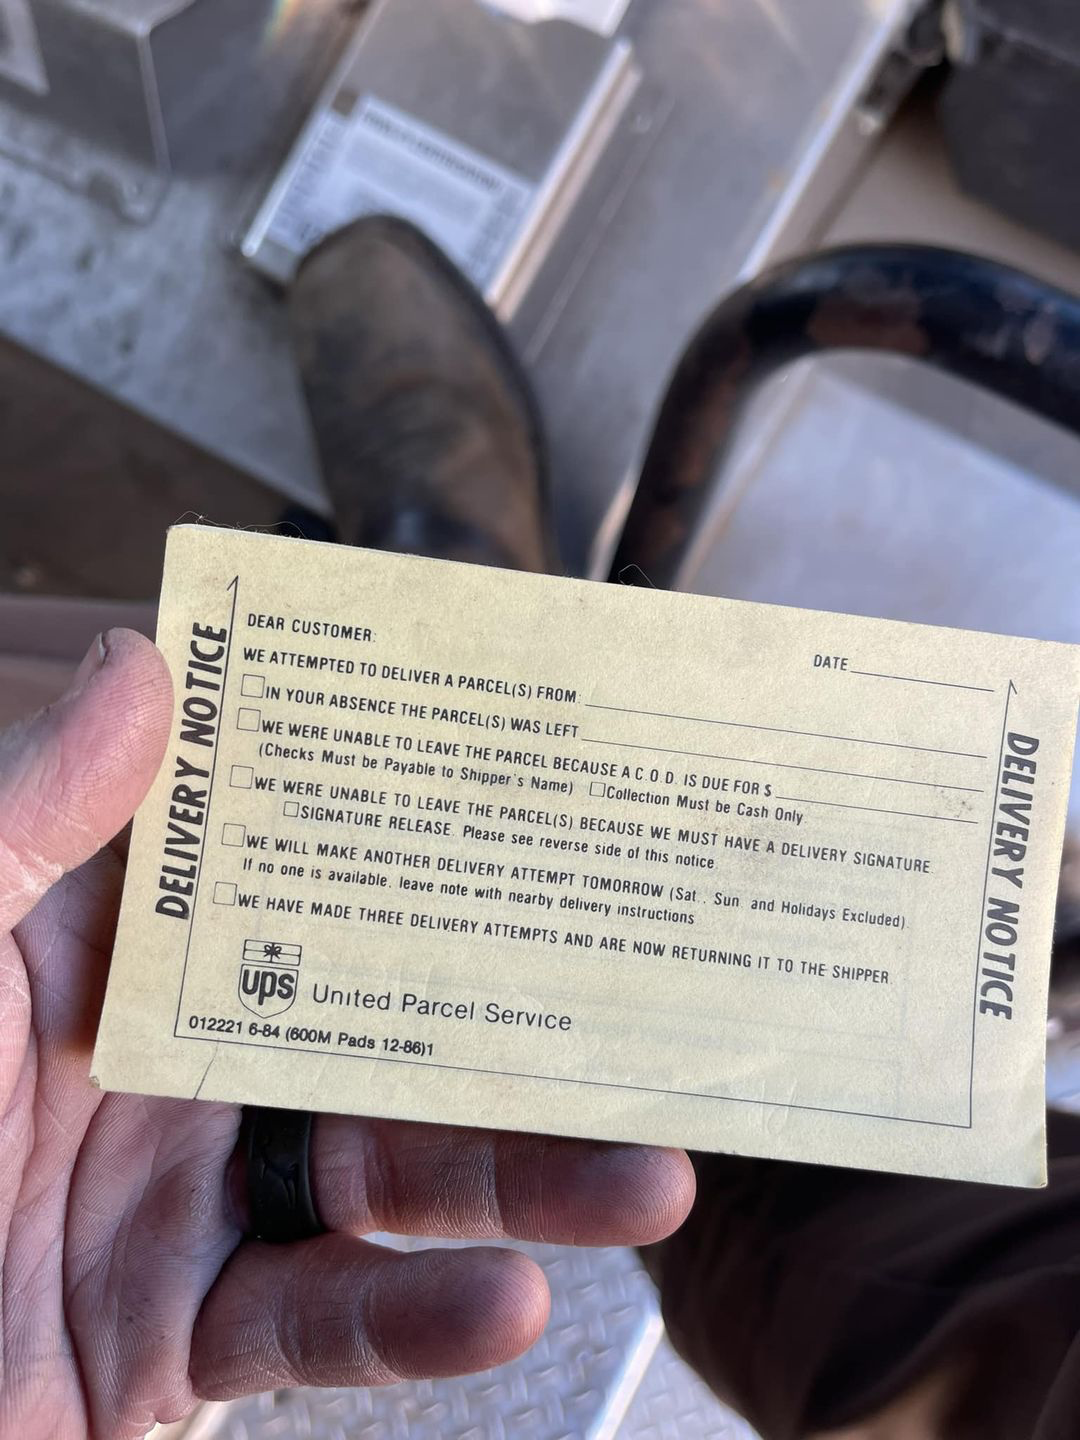 DELIVERY NOTICE
DEAR CUSTOMER:
DATE
WE ATTEMPTED TO DELIVER A PARCEL(S) FROM:
IN YOUR ABSENCE THE PARCEL(S) WAS LEFT
WE WERE UNABLE TO LEAVE THE PARCEL BECAUSE A C.O.D. IS DUE FOR $
(Checks Must be Payable to Shipper's Name) Collection Must be Cash Only
WE WERE UNABLE TO LEAVE THE PARCEL(S) BECAUSE WE MUST HAVE A DELIVERY SIGNATURE.
SIGNATURE RELEASE. Please see reverse side of this notice.
WE WILL MAKE ANOTHER DELIVERY ATTEMPT TOMORROW (Sat., Sun. and Holidays Excluded).
If no one is available, leave note with nearby delivery instructions
WE HAVE MADE THREE DELIVERY ATTEMPTS AND ARE NOW RETURNING IT TO THE SHIPPER.
ups United Parcel Service
012221 6-84 (600M Pads 12-86)1
DELIVERY NOTICE